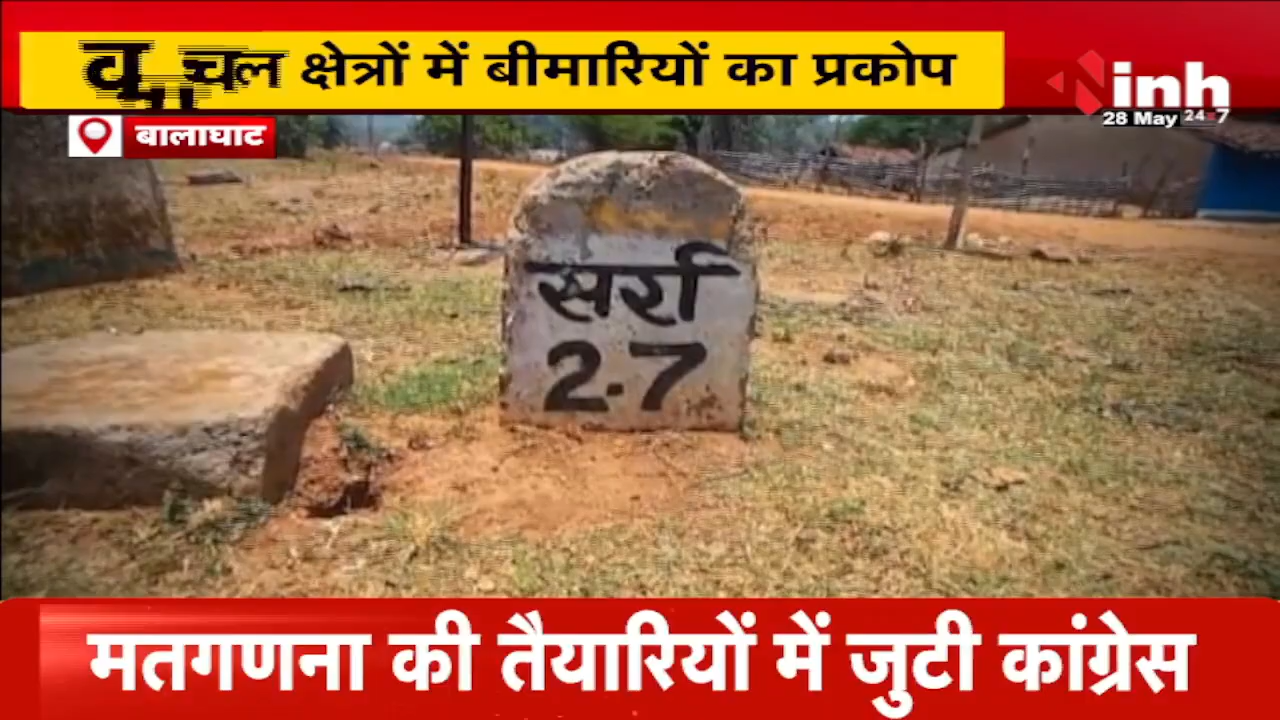 क्षेत्रों में बीमारियों का प्रकोप
inh
28 May 24x7
बालाघाट
सर्रा
2.7
मतगणना की तैयारियों में जुटी कांग्रेस